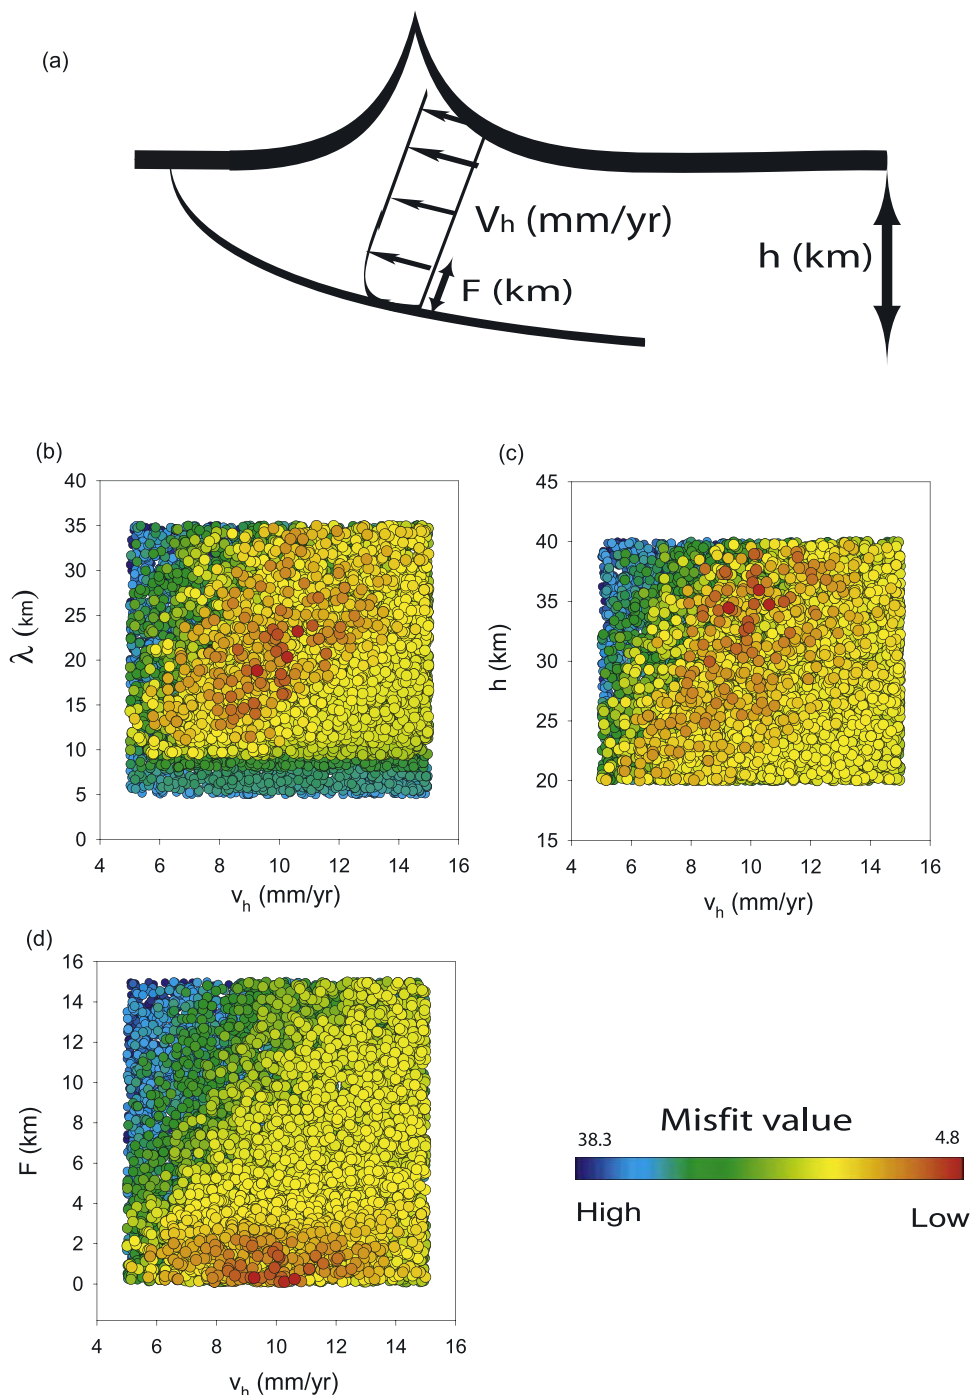 (a)
Vh (mm/yr)
F (km)
h (km)
(b)
40
35
30
25
20
15
10
5
0
λ (km)
4 6 8 10 12 14 16
vh (mm/yr)
(c)
45
40
35
30
25
20
15
h (km)
4 6 8 10 12 14 16
vh (mm/yr)
(d)
16
14
12
10
8
6
4
2
0
F (km)
4 6 8 10 12 14 16
vh (mm/yr)
Misfit value
38.3 4.8
High Low